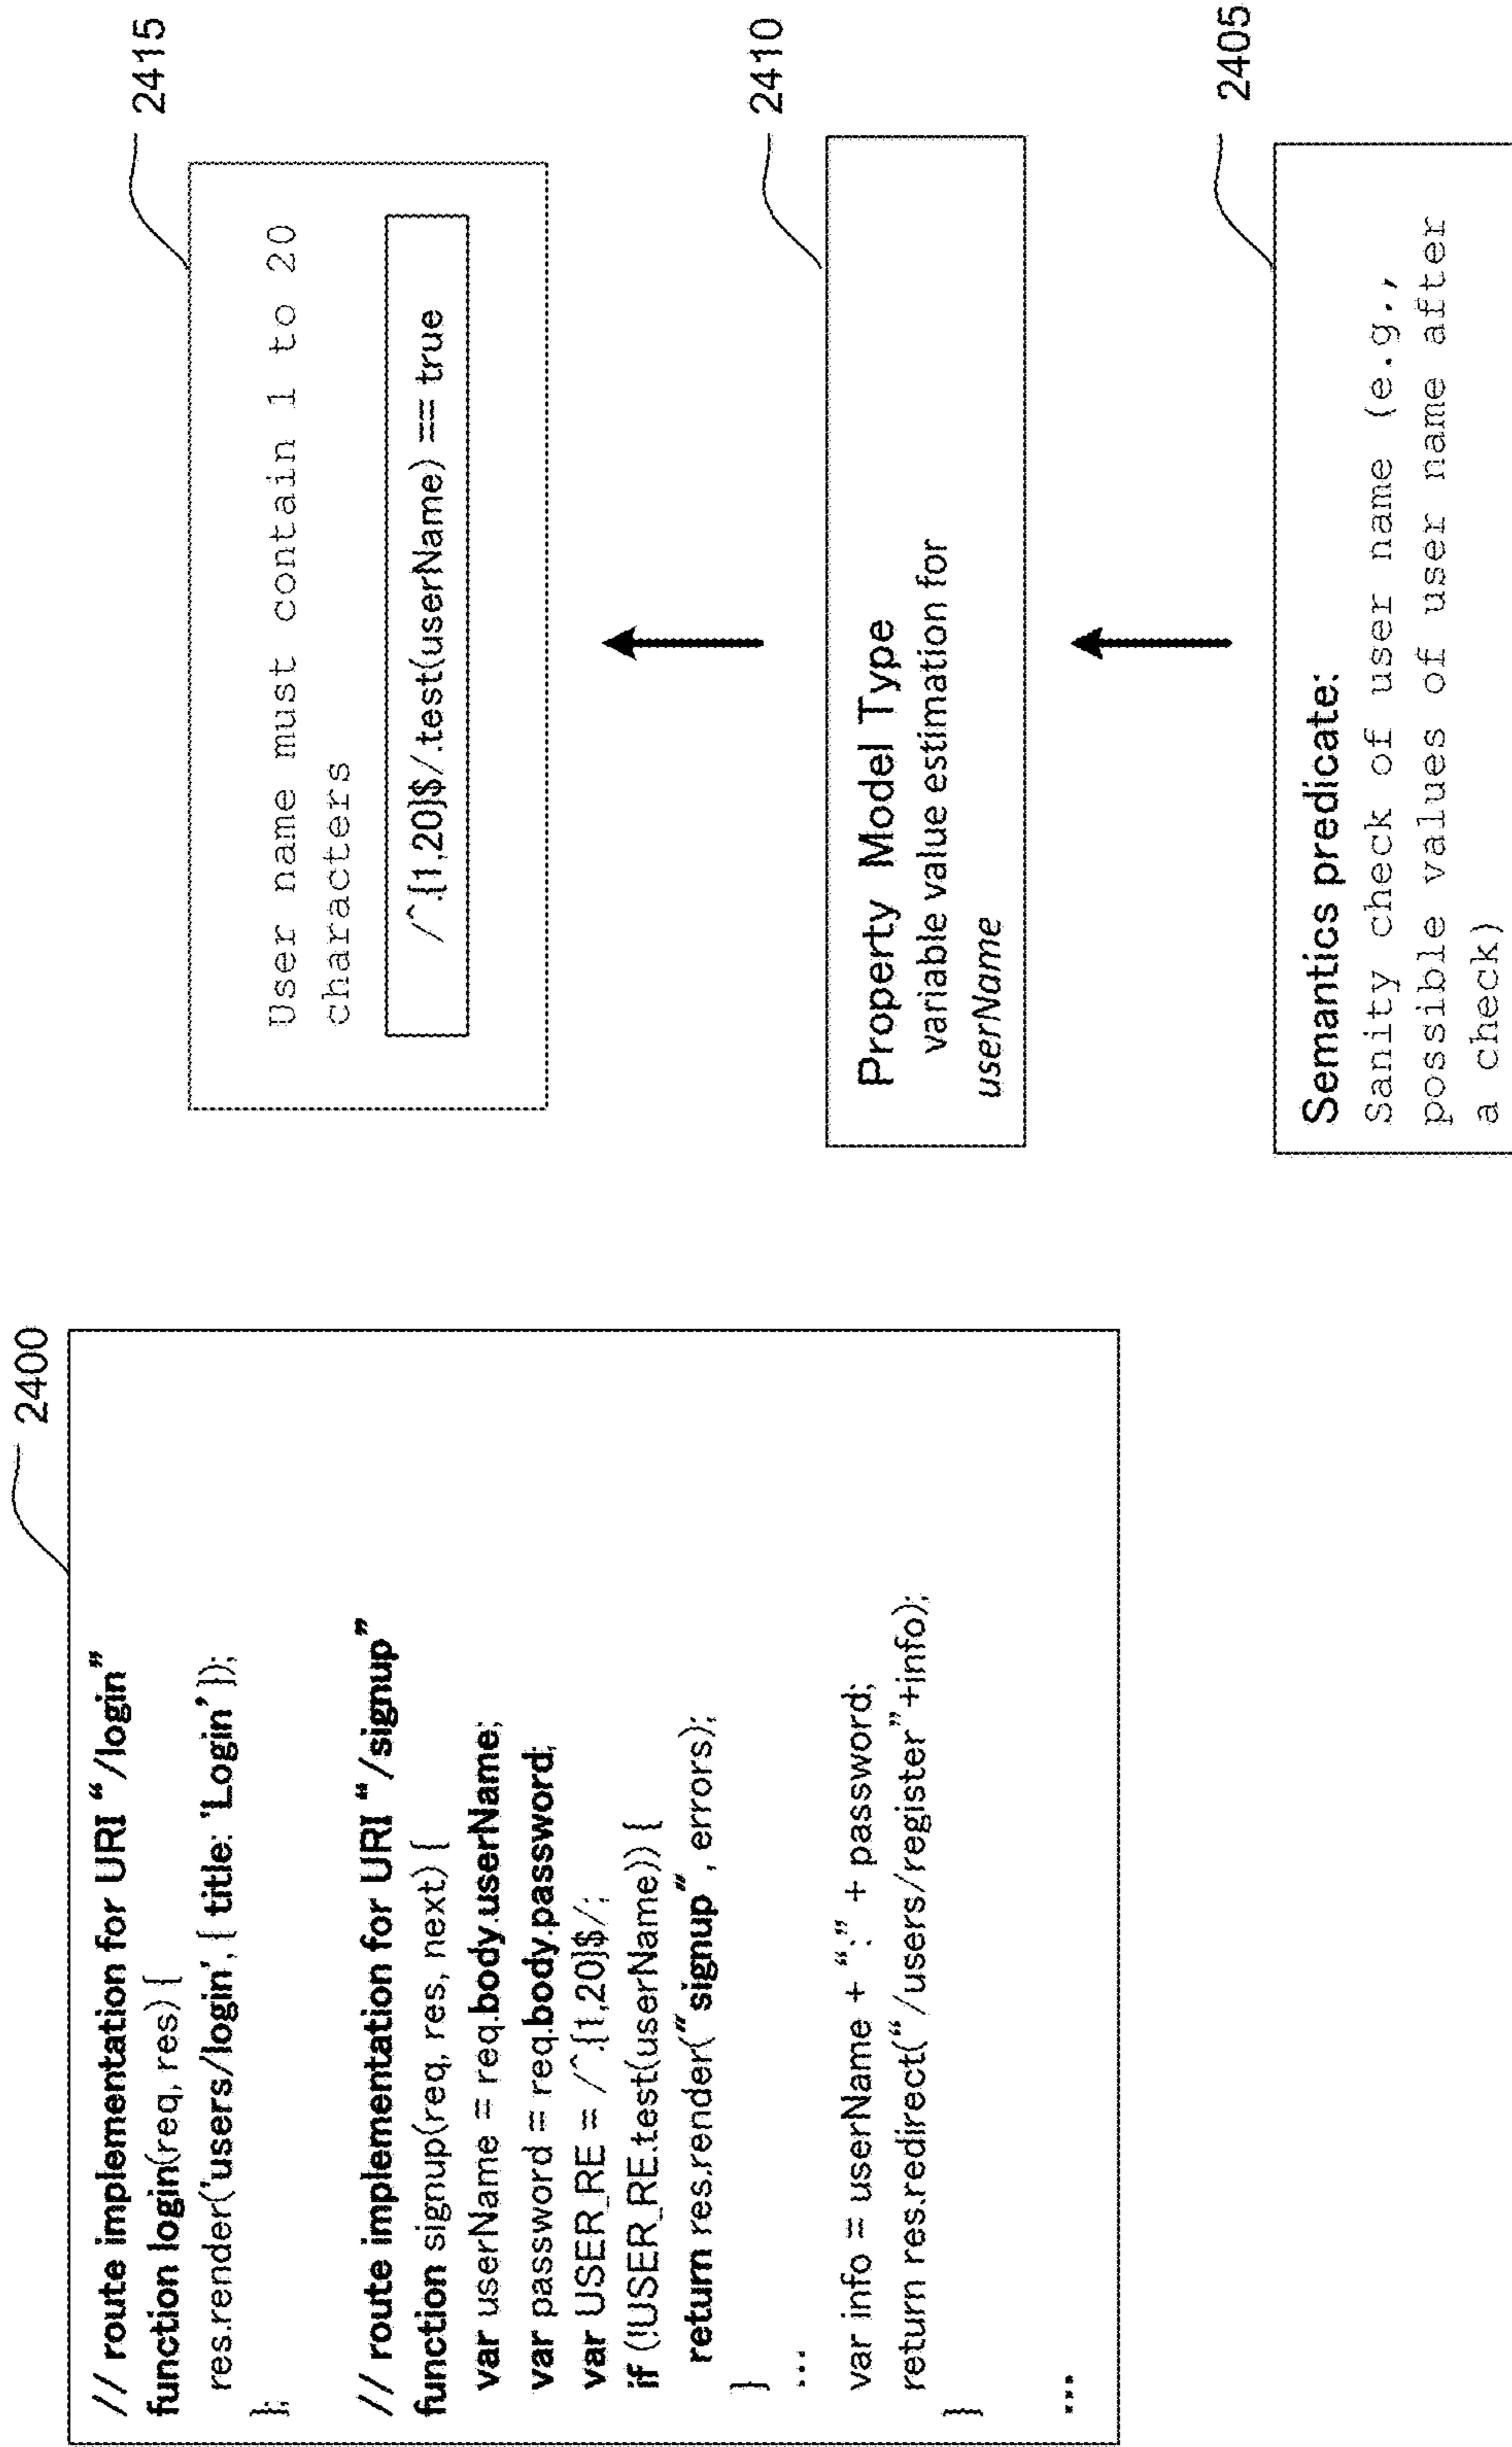 2400
// route implementation for URI “/login”
function login(req, res) {
res.render('users/login', { title: 'Login' });
};
// route implementation for URI “/signup”
function signup(req, res, next) {
var userName = req.body.userName;
var password = req.body.password;
var USER_RE = /^.{1,20}$/;
if (!USER_RE.test(userName)) {
return res.render(“signup”, errors);
}
...
var info = userName + “:” + password;
return res.redirect(“/users/register”+info);
}
...
2415
User name must contain 1 to 20
characters
/^.{1,20}$/.test(userName) == true
2410
Property Model Type
variable value estimation for
userName
2405
Semantics predicate:
Sanity check of user name (e.g.,
possible values of user name after
a check)